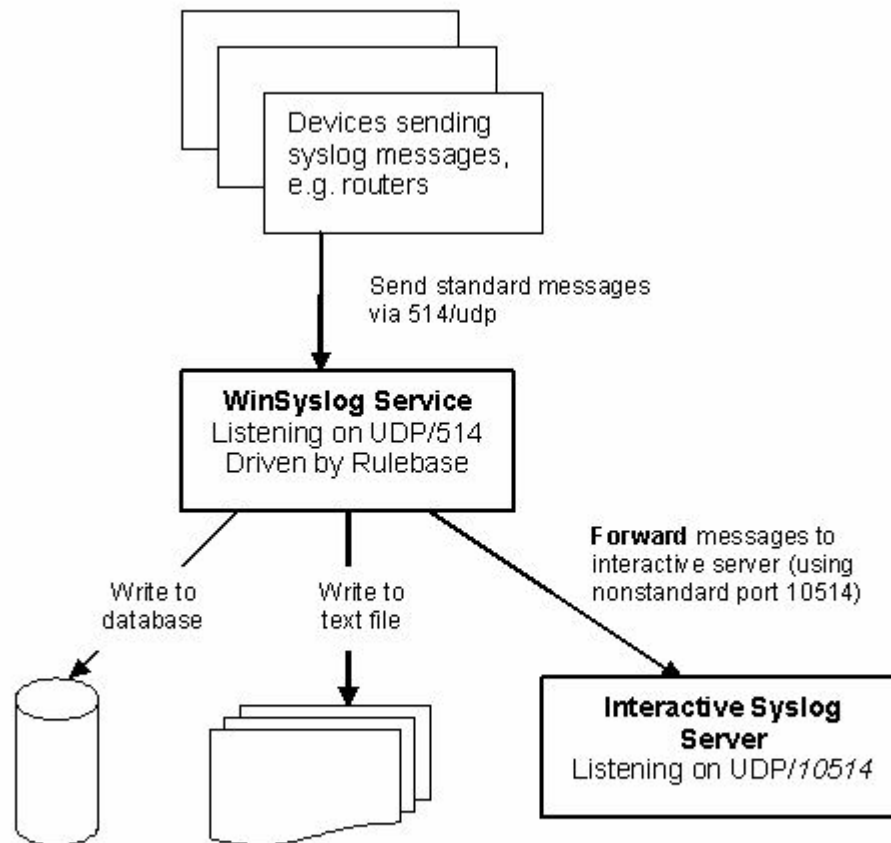 Devices sending
syslog messages,
e.g. routers
Send standard messages
via 514/udp
WinSyslog Service
Listening on UDP/514
Driven by Rulebase
Forward messages to
interactive server (using
nonstandard port 10514)
Write to
database
Write to
text file
Interactive Syslog
Server
Listening on UDP/10514